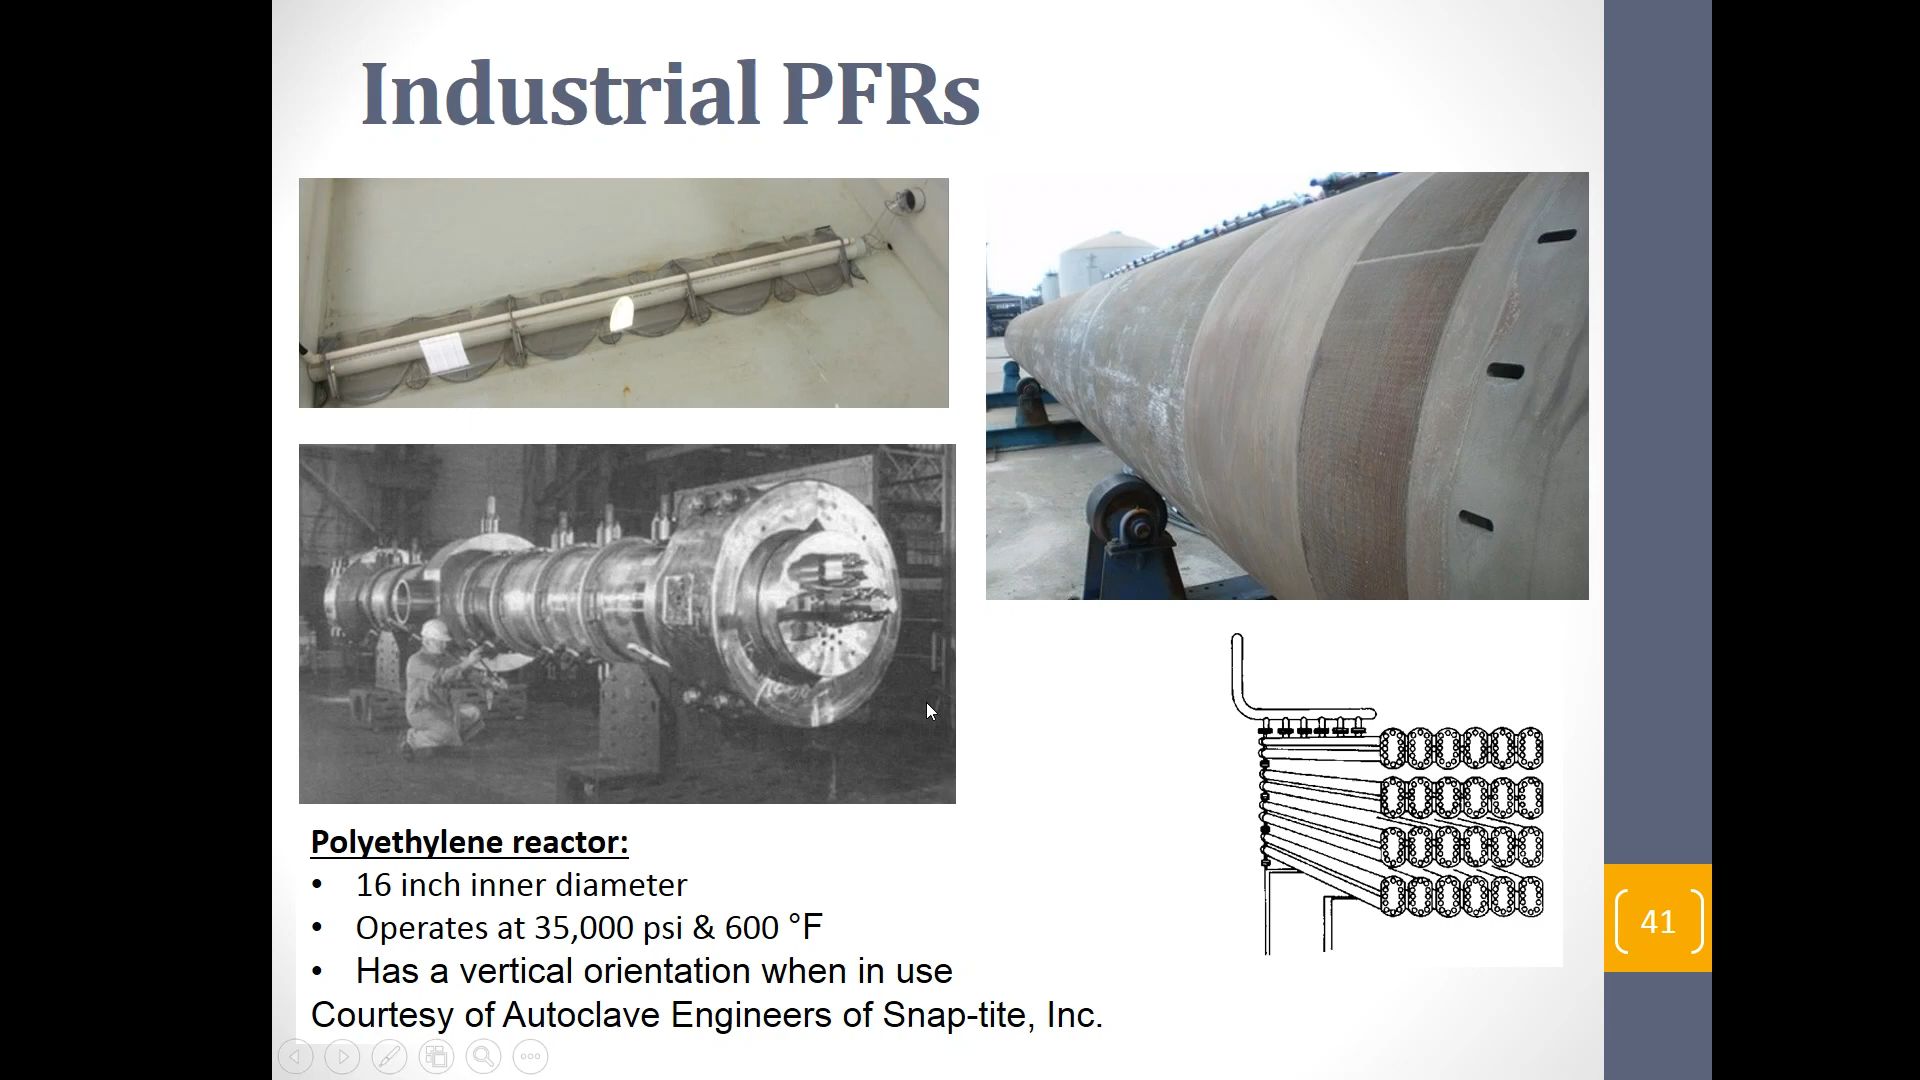 Industrial PFRs
Polyethylene reactor:
• 16 inch inner diameter
• Operates at 35,000 psi & 600 °F
• Has a vertical orientation when in use
Courtesy of Autoclave Engineers of Snap-tite, Inc.
41